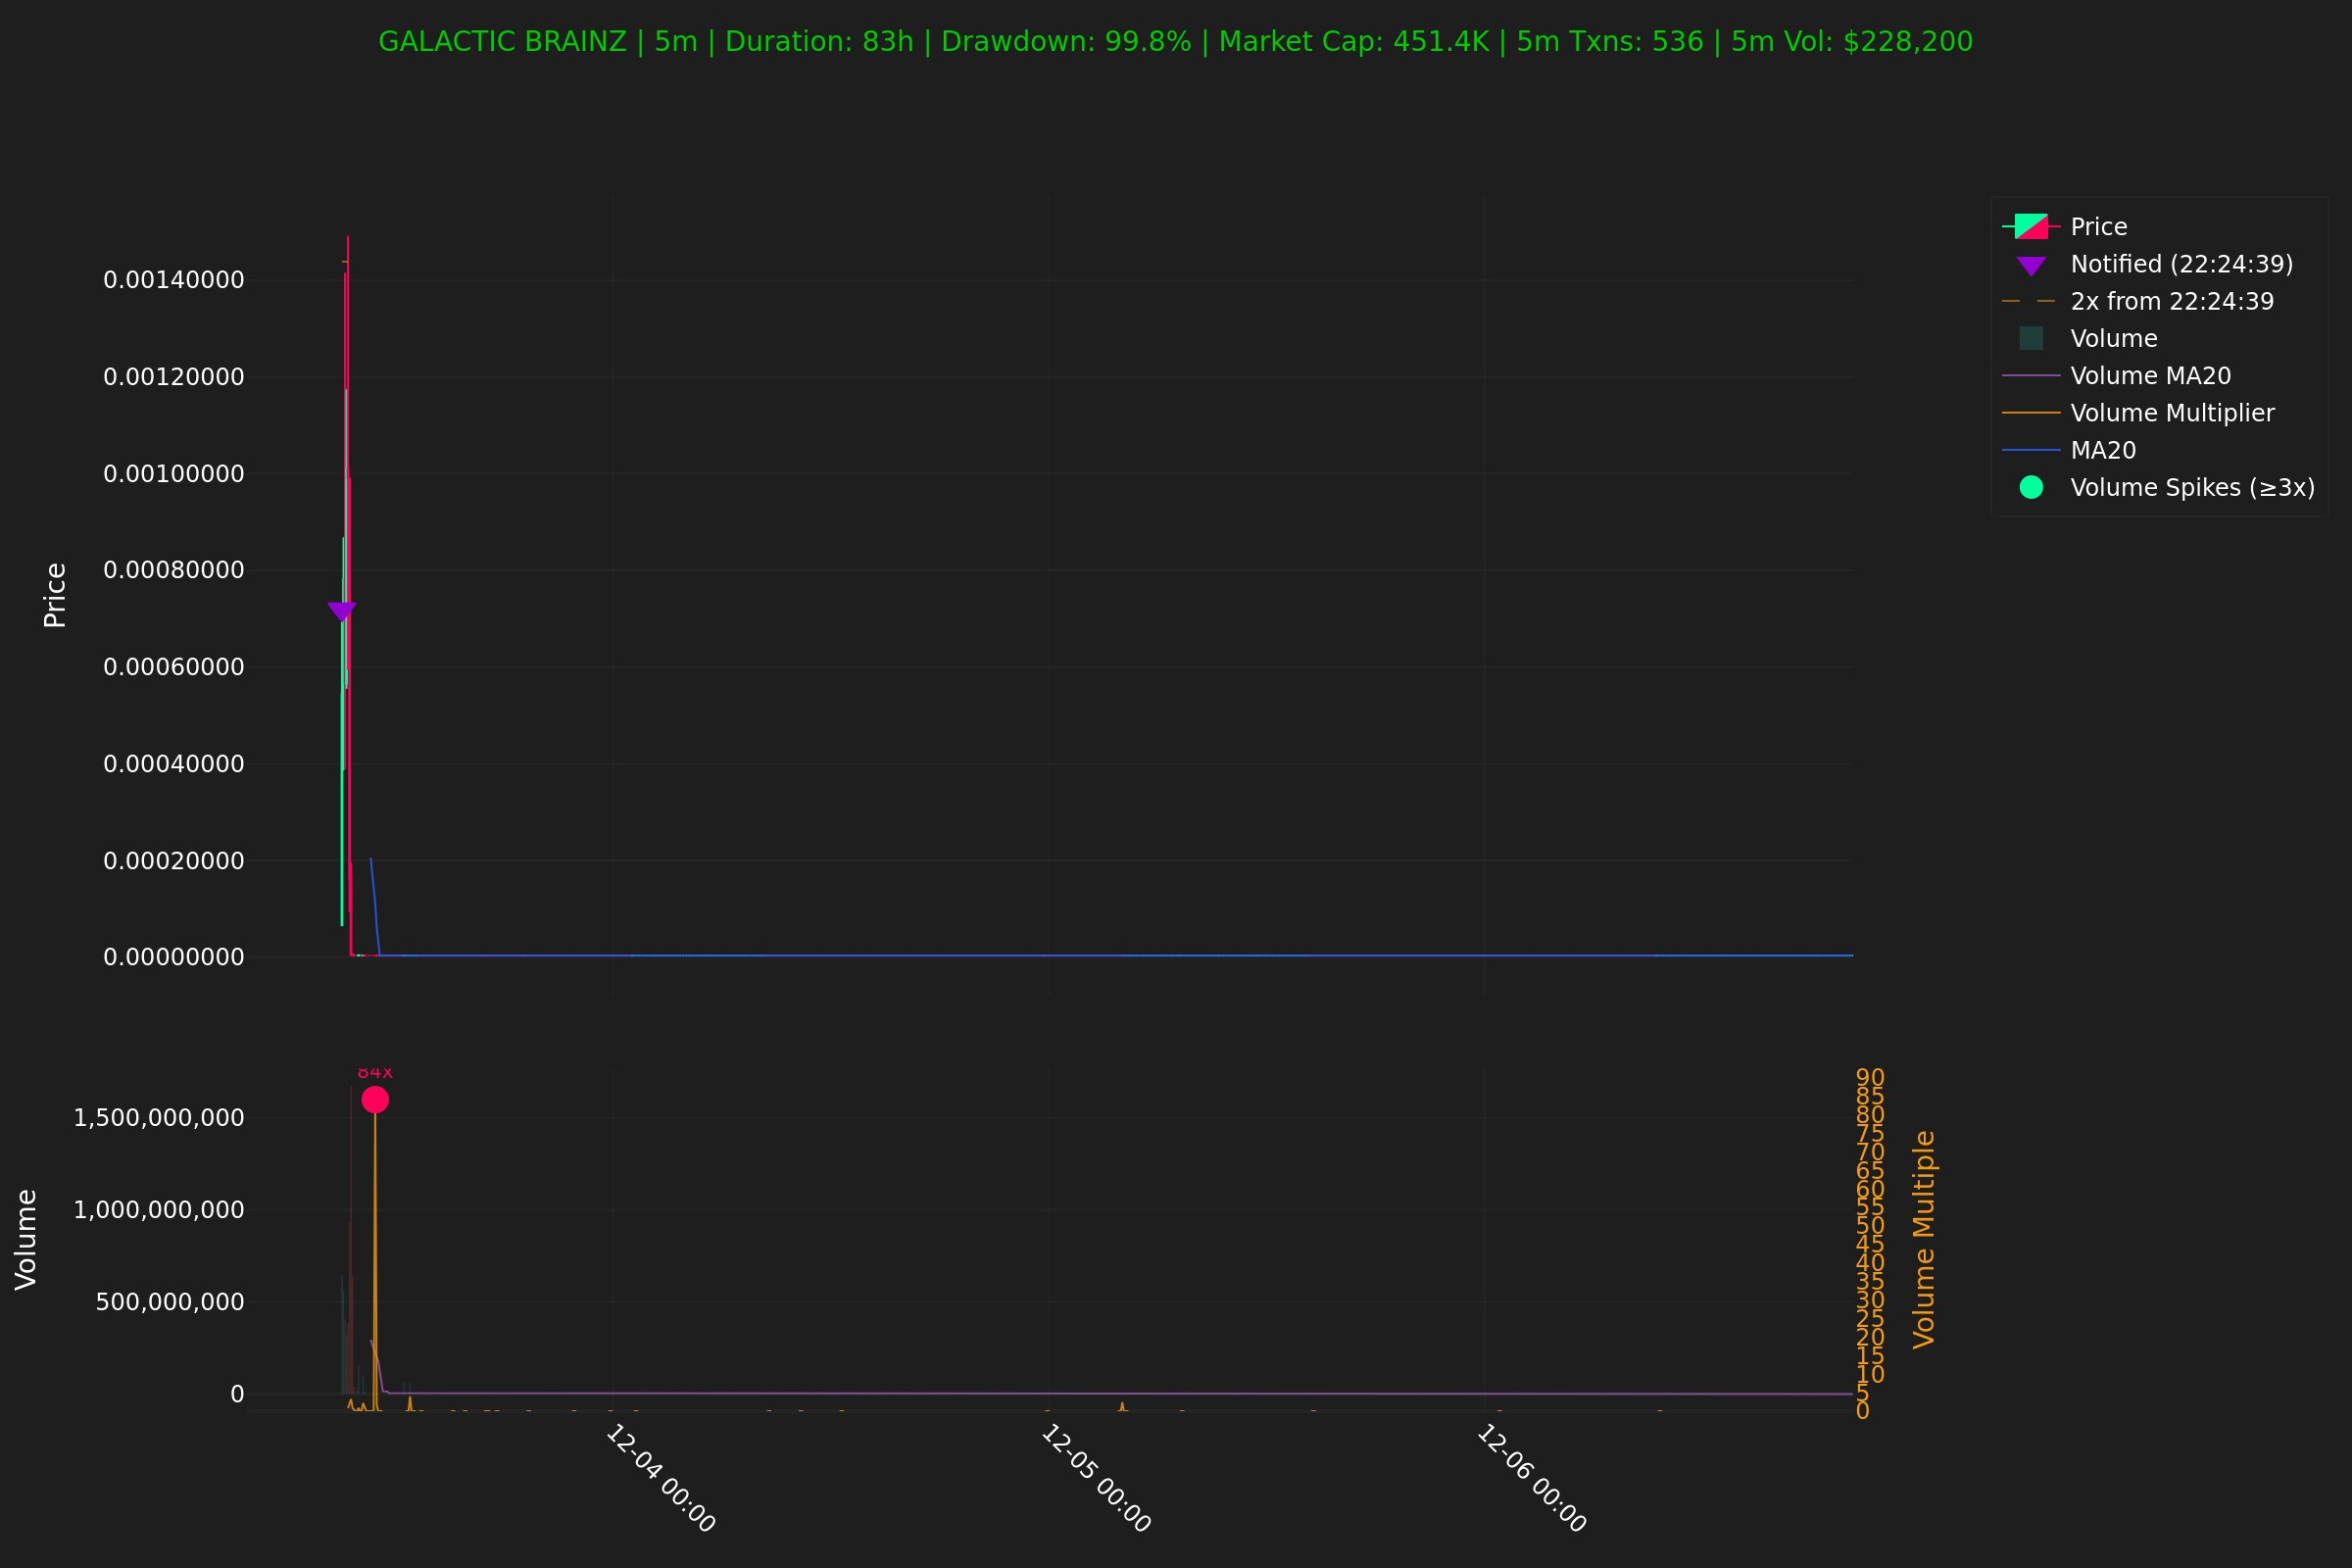 GALACTIC BRAINZ | 5m | Duration: 83h | Drawdown: 99.8% | Market Cap: 451.4K | 5m Txns: 536 | 5m Vol: $228,200
Price
Notified (22:24:39)
2x from 22:24:39
Volume
Volume MA20
Volume Multiplier
MA20
Volume Spikes (≥3x)
Price
0.00140000
0.00120000
0.00100000
0.00080000
0.00060000
0.00040000
0.00020000
0.00000000
84x
Volume
1,500,000,000
1,000,000,000
500,000,000
0
90
85
80
75
70
65
60
55
50
45
40
35
30
25
20
15
10
5
0
Volume Multiple
12-04 00:00
12-05 00:00
12-06 00:00